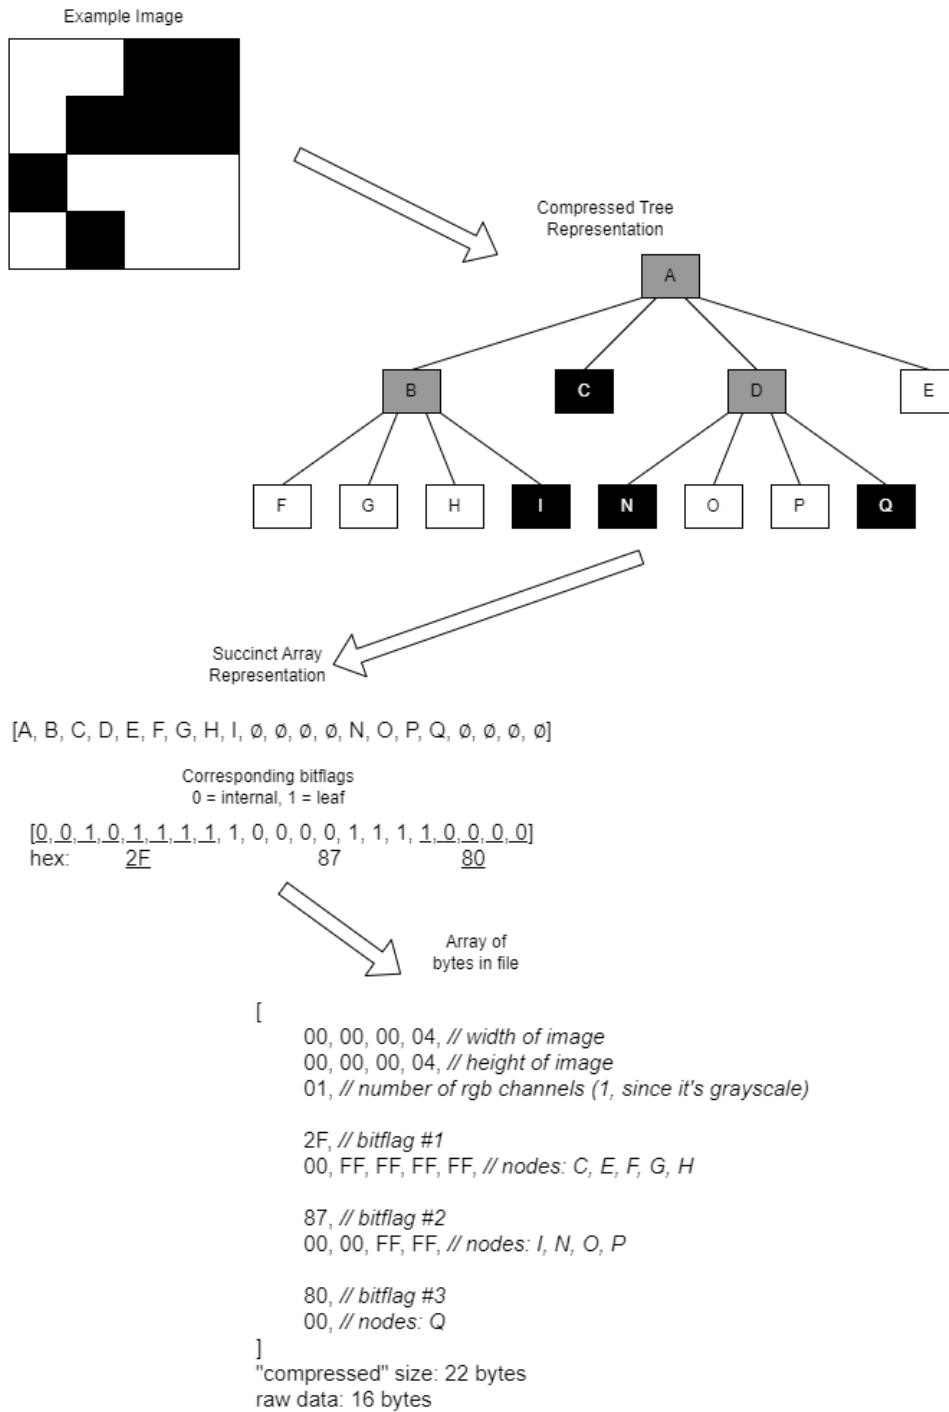 Example Image
Compressed Tree
Representation
A
B
C
D
E
F
G
H
I
N
O
P
Q
Succinct Array
Representation
[A, B, C, D, E, F, G, H, I, ø, ø, ø, ø, N, O, P, Q, ø, ø, ø, ø]
Corresponding bitflags
0 = internal, 1 = leaf
[0, 0, 1, 0, 1, 1, 1, 1, 1, 0, 0, 0, 0, 1, 1, 1, 1, 0, 0, 0, 0]
hex: 2F 87 80
Array of
bytes in file
[
00, 00, 00, 04, // width of image
00, 00, 00, 04, // height of image
01, // number of rgb channels (1, since it's grayscale)
2F, // bitflag #1
00, FF, FF, FF, FF, // nodes: C, E, F, G, H
87, // bitflag #2
00, 00, FF, FF, // nodes: I, N, O, P
80, // bitflag #3
00, // nodes: Q
]
"compressed" size: 22 bytes
raw data: 16 bytes